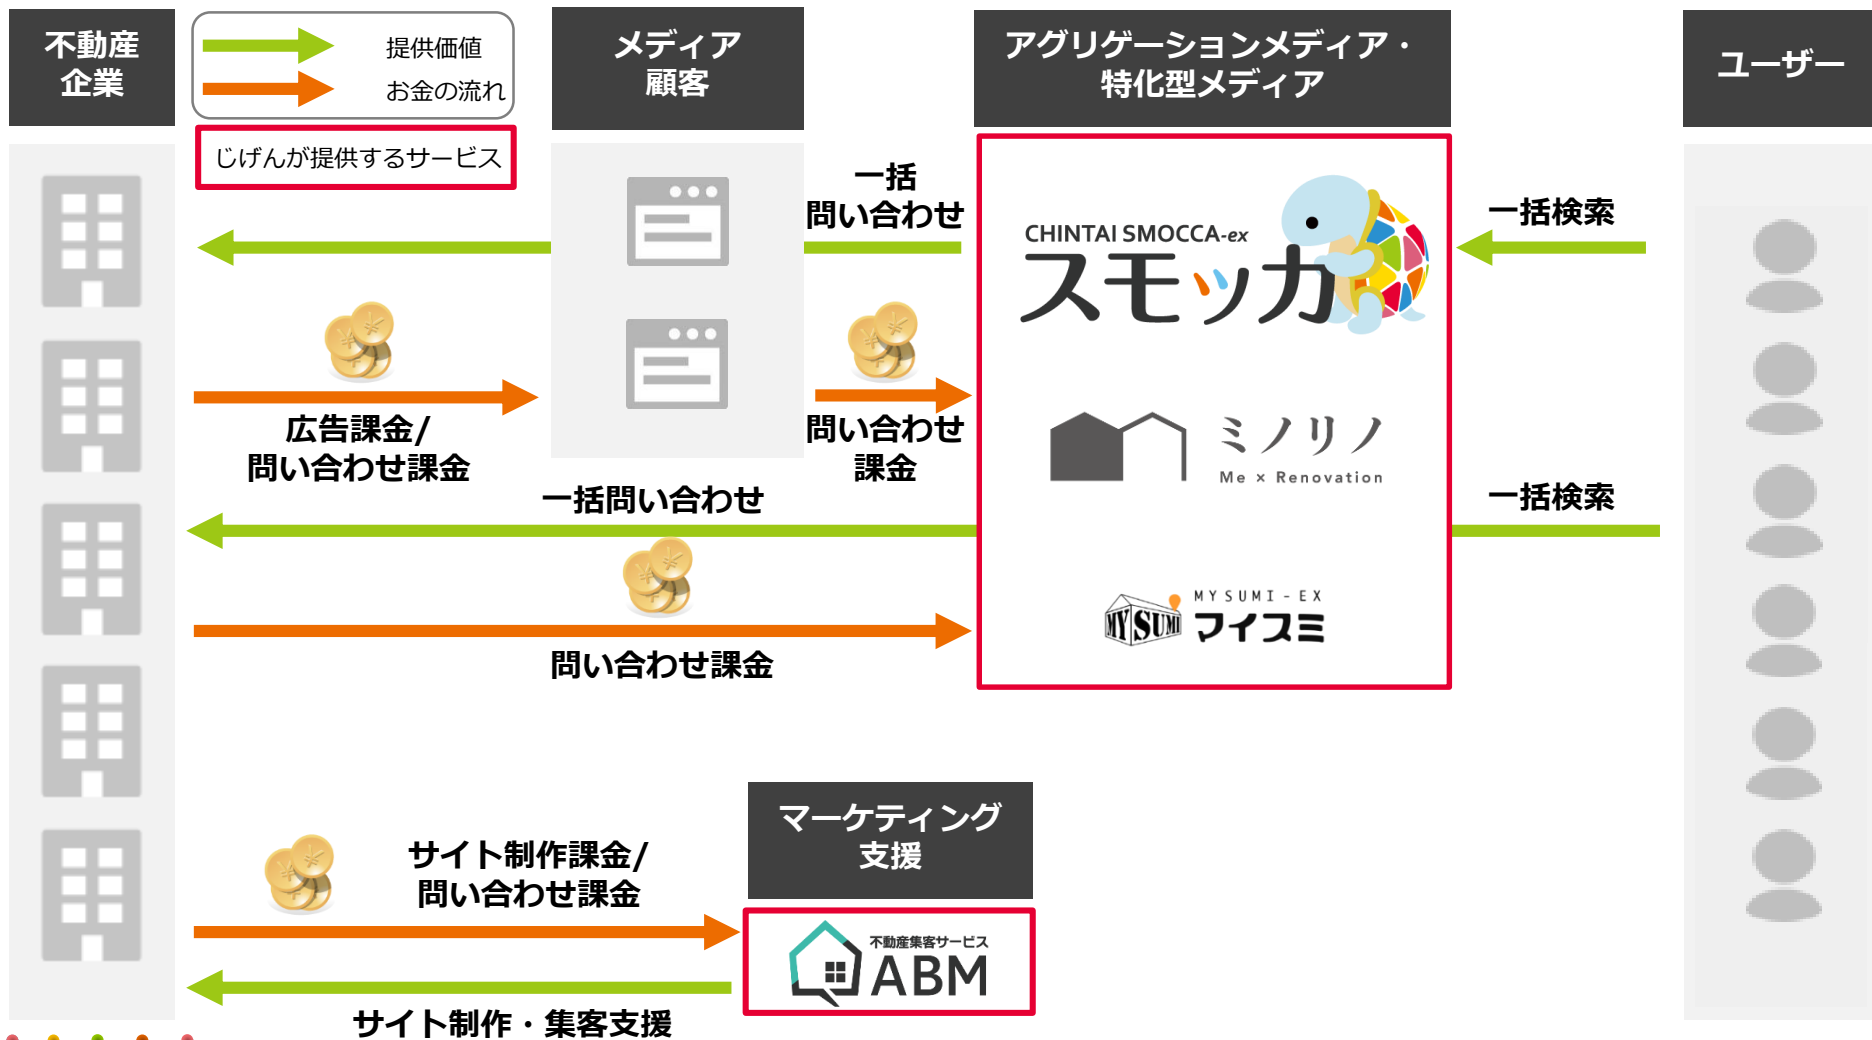 不動産
企業
提供価値
お金の流れ
じげんが提供するサービス
メディア
顧客
アグリゲーションメディア・
特化型メディア
ユーザー
一括
問い合わせ
一括検索
CHINTAI SMOCCA-ex
スモッカ
広告課金/
問い合わせ課金
問い合わせ
課金
ミノリノ
Me × Renovation
一括問い合わせ
一括検索
問い合わせ課金
MY SUMI
MYSUMI-EX
マイスミ
マーケティング
支援
サイト制作課金/
問い合わせ課金
不動産集客サービス
ABM
サイト制作・集客支援